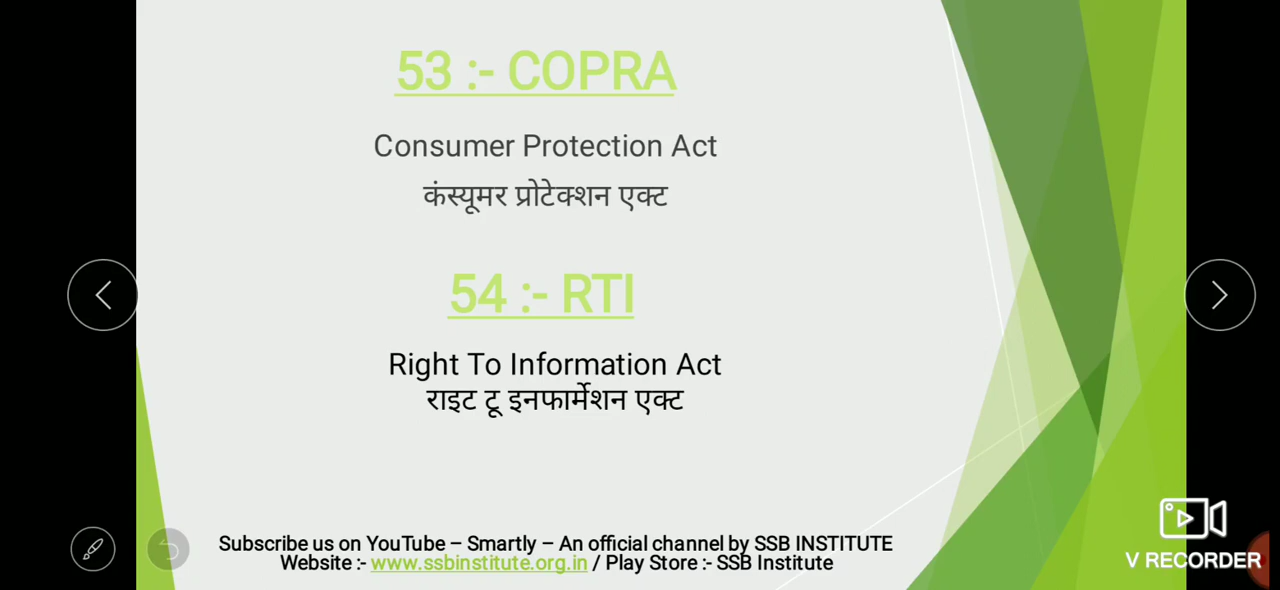 53 :- COPRA
Consumer Protection Act
कंस्यूमर प्रोटेक्शन एक्ट
54 :- RTI
Right To Information Act
राइट टू इनफार्मेशन एक्ट
Subscribe us on YouTube – Smartly – An official channel by SSB INSTITUTE
Website :- www.ssbinstitute.org.in / Play Store :- SSB Institute
V RECORDER